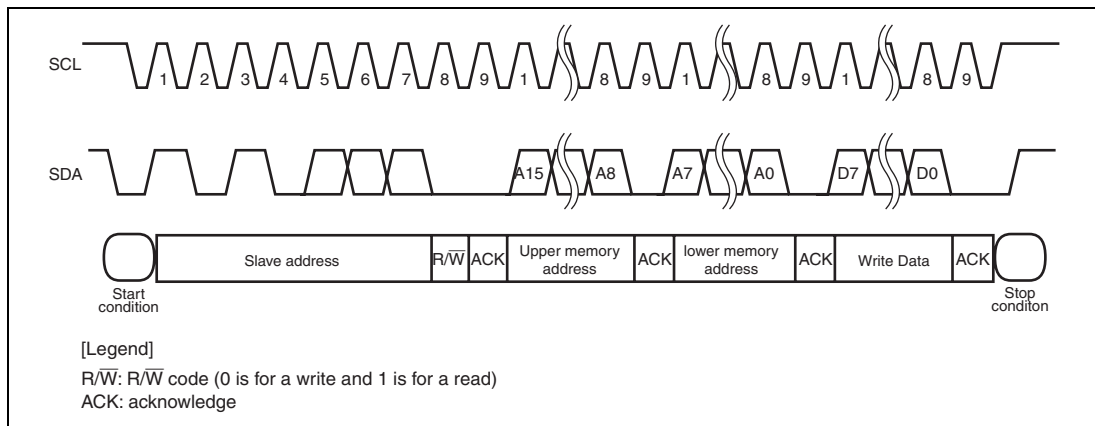 SCL
1 2 3 4 5 6 7 8 9 1 8 9 1 8 9 1 8 9
SDA
A15 A8 A7 A0 D7 D0
Slave address
R/W̅
ACK
Upper memory
address
ACK
lower memory
address
ACK
Write Data
ACK
Start
condition
Stop
conditon
[Legend]
R/W̅: R/W̅ code (0 is for a write and 1 is for a read)
ACK: acknowledge